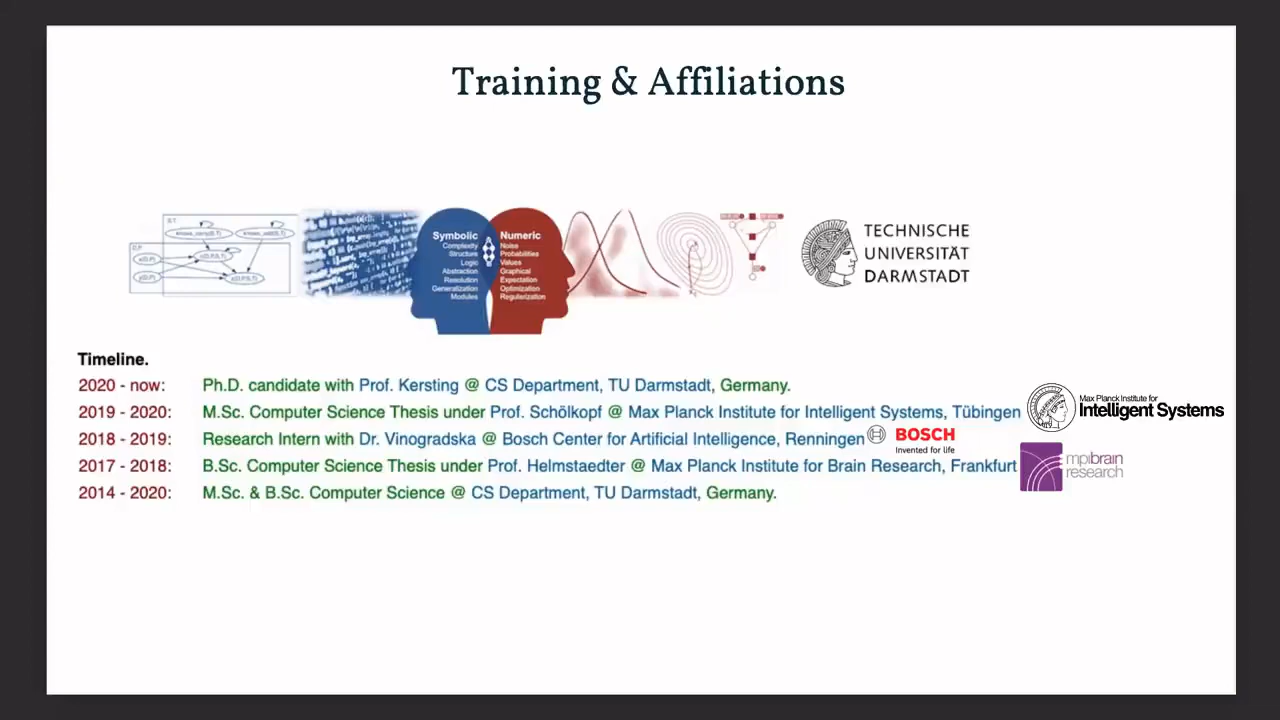 Training & Affiliations
Symbolic
Complexity
Structure
Logic
Abstraction
Resolution
Generalization
Modules
Numeric
Noise
Probabilities
Values
Graphical
Expectation
Optimization
Regularization
TECHNISCHE
UNIVERSITÄT
DARMSTADT
Timeline.
2020 - now: Ph.D. candidate with Prof. Kersting @ CS Department, TU Darmstadt, Germany.
2019 - 2020: M.Sc. Computer Science Thesis under Prof. Schölkopf @ Max Planck Institute for Intelligent Systems, Tübingen
Max Planck Institute for
Intelligent Systems
2018 - 2019: Research Intern with Dr. Vinogradska @ Bosch Center for Artificial Intelligence, Renningen
BOSCH
Invented for life
2017 - 2018: B.Sc. Computer Science Thesis under Prof. Helmstaedter @ Max Planck Institute for Brain Research, Frankfurt
mpibrain
research
2014 - 2020: M.Sc. & B.Sc. Computer Science @ CS Department, TU Darmstadt, Germany.